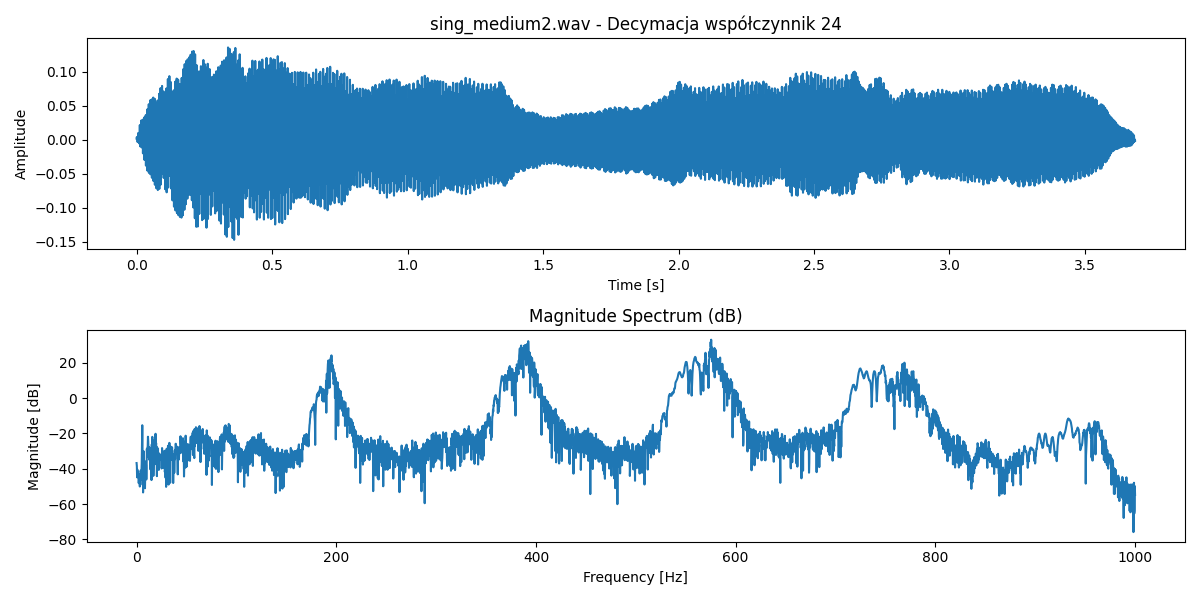 sing_medium2.wav - Decymacja współczynnik 24
Amplitude
0.10
0.05
0.00
−0.05
−0.10
−0.15
0.0 0.5 1.0 1.5 2.0 2.5 3.0 3.5
Time [s]
Magnitude Spectrum (dB)
Magnitude [dB]
20
0
−20
−40
−60
−80
0 200 400 600 800 1000
Frequency [Hz]